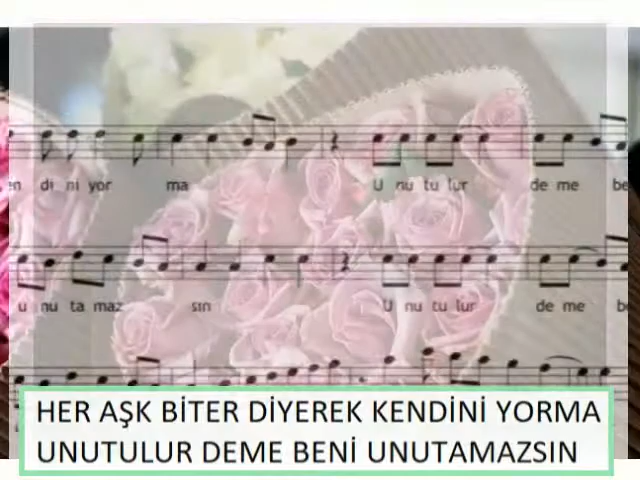 en di ni yor ma U nu tu lur de me be
u nu ta maz sın U nu tu lur de me be
HER AŞK BİTER DİYEREK KENDİNİ YORMA
UNUTULUR DEME BENİ UNUTAMAZSIN